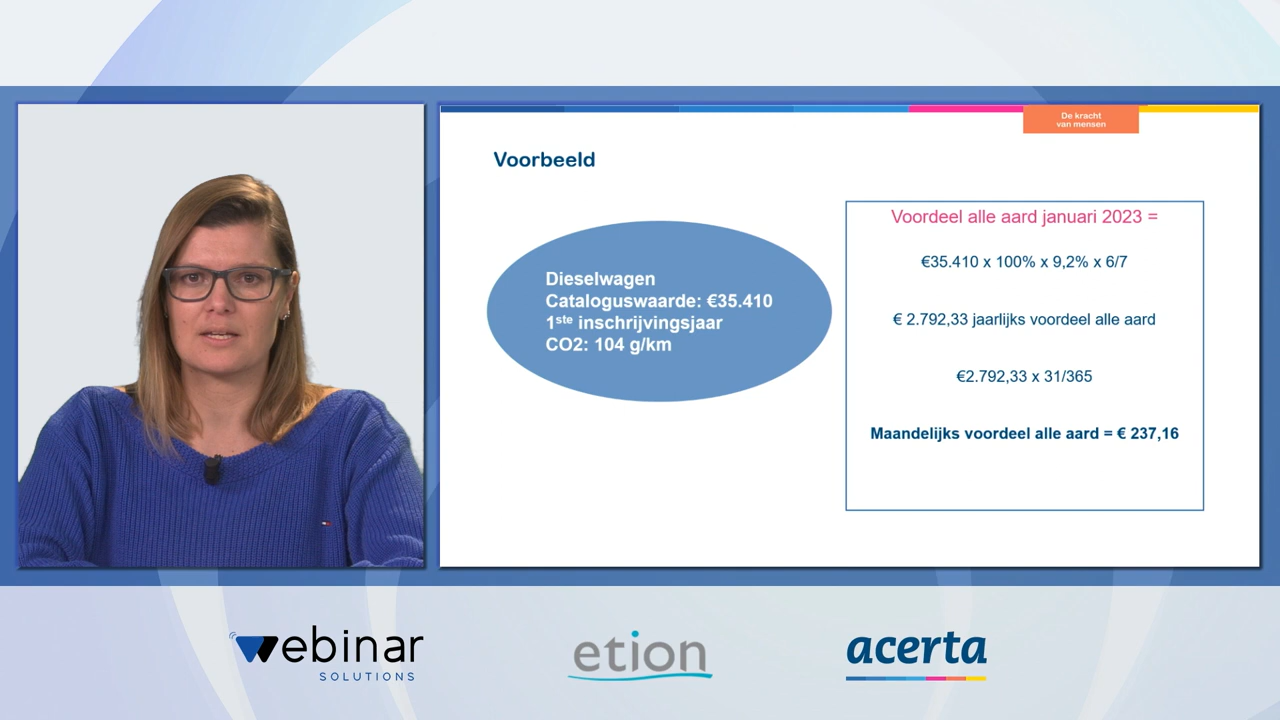 De kracht
van mensen
Voorbeeld
Dieselwagen
Cataloguswaarde: €35.410
1ste inschrijvingsjaar
CO2: 104 g/km
Voordeel alle aard januari 2023 =
€35.410 x 100% x 9,2% x 6/7
€ 2.792,33 jaarlijks voordeel alle aard
€2.792,33 x 31/365
Maandelijks voordeel alle aard = € 237,16
Webinar
SOLUTIONS
etion
acerta